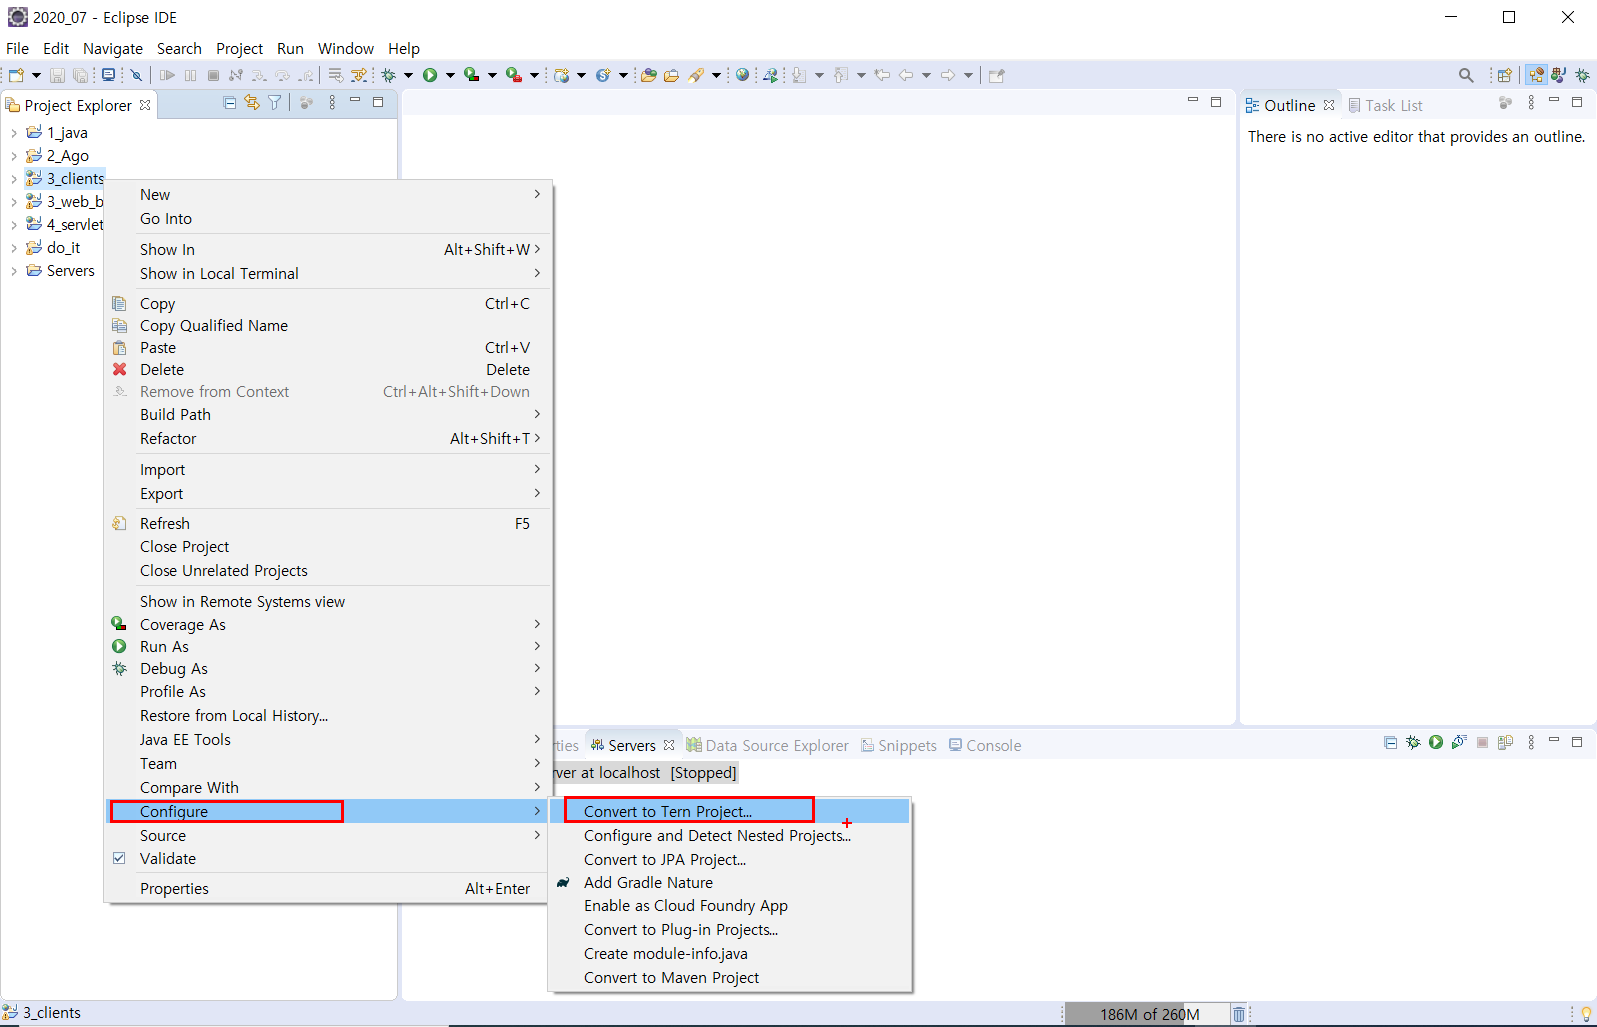 2020_07 - Eclipse IDE
File Edit Navigate Search Project Run Window Help
Project Explorer
1_java
2_Ago
3_clients
3_web_b
4_servlet
do_it
Servers
New
Go Into
Show In Alt+Shift+W
Show in Local Terminal
Copy Ctrl+C
Copy Qualified Name
Paste Ctrl+V
Delete Delete
Remove from Context Ctrl+Alt+Shift+Down
Build Path
Refactor Alt+Shift+T
Import
Export
Refresh F5
Close Project
Close Unrelated Projects
Show in Remote Systems view
Coverage As
Run As
Debug As
Profile As
Restore from Local History...
Java EE Tools
Team
Compare With
Configure
Source
Validate
Properties Alt+Enter
Outline Task List
There is no active editor that provides an outline.
ties Servers Data Source Explorer Snippets Console
rver at localhost [Stopped]
Convert to Tern Project...
Configure and Detect Nested Projects...
Convert to JPA Project...
Add Gradle Nature
Enable as Cloud Foundry App
Convert to Plug-in Projects...
Create module-info.java
Convert to Maven Project
3_clients
186M of 260M